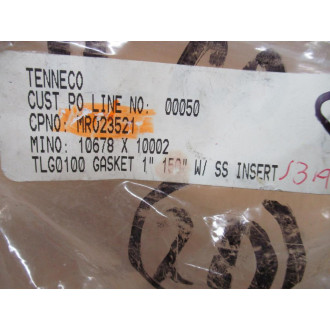 TENNECO
CUST PO LINE NO: 00050
CPNO: MR023521
MINO: 10678 X 10002
TLG0100 GASKET 1" 150" W/ SS INSERT